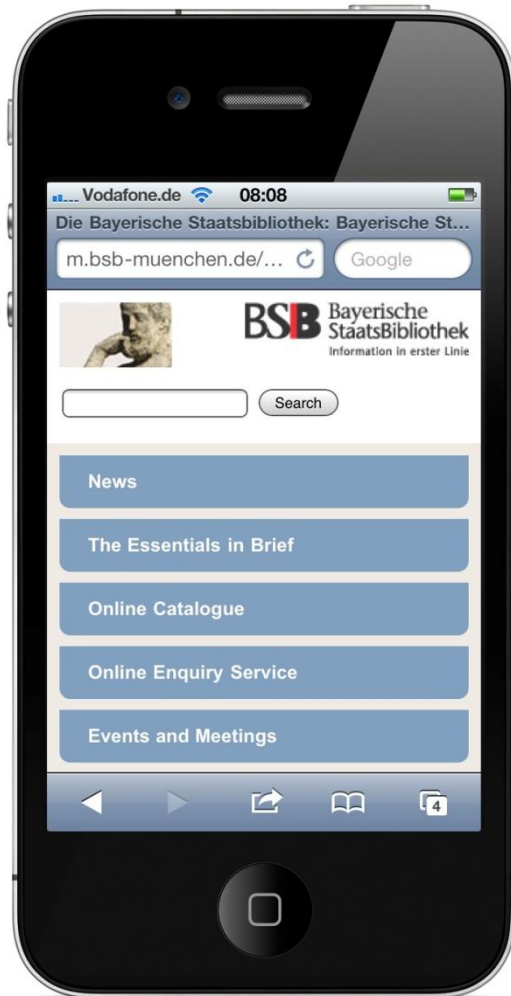 Vodafone.de 08:08
Die Bayerische Staatsbibliothek: Bayerische St...
m.bsb-muenchen.de/... Google
BSB Bayerische
StaatsBibliothek
Information in erster Linie
Search
News
The Essentials in Brief
Online Catalogue
Online Enquiry Service
Events and Meetings
4